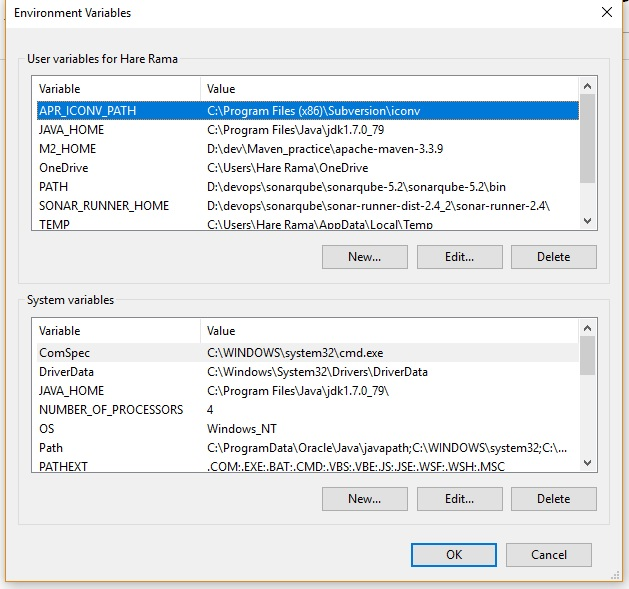 Environment Variables
User variables for Hare Rama
Variable Value
APR_ICONV_PATH C:\Program Files (x86)\Subversion\iconv
JAVA_HOME C:\Program Files\Java\jdk1.7.0_79
M2_HOME D:\dev\Maven_practice\apache-maven-3.3.9
OneDrive C:\Users\Hare Rama\OneDrive
PATH D:\devops\sonarqube\sonarqube-5.2\sonarqube-5.2\bin
SONAR_RUNNER_HOME D:\devops\sonarqube\sonar-runner-dist-2.4_2\sonar-runner-2.4\
TEMP C:\Users\Hare Rama\AppData\Local\Temp
New... Edit... Delete
System variables
Variable Value
ComSpec C:\WINDOWS\system32\cmd.exe
DriverData C:\Windows\System32\Drivers\DriverData
JAVA_HOME C:\Program Files\Java\jdk1.7.0_79\
NUMBER_OF_PROCESSORS 4
OS Windows_NT
Path C:\ProgramData\Oracle\Java\javapath;C:\WINDOWS\system32;C:\...
PATHEXT .COM;.EXE;.BAT;.CMD;.VBS;.VBE;.JS;.JSE;.WSF;.WSH;.MSC
New... Edit... Delete
OK Cancel